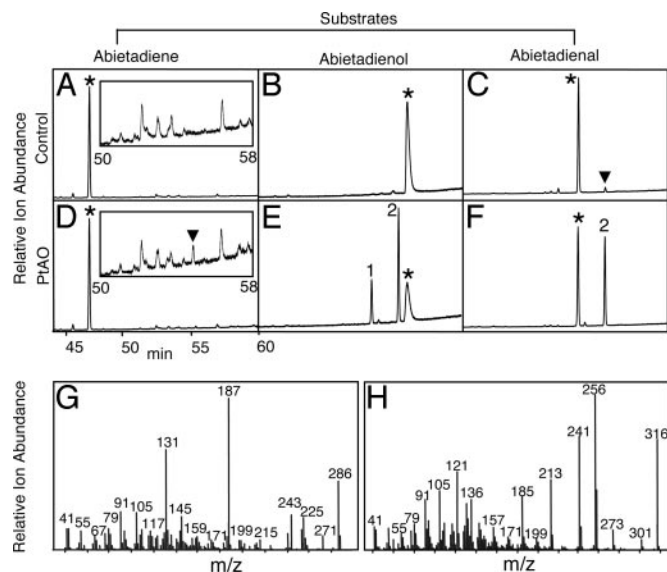 Substrates
Abietadiene Abietadienol Abietadienal
Relative Ion Abundance
Control
PtAO
A * 50 58
B *
C *
D * 50 58
E 1 2 *
F * 2
45 50 55 60
min
Relative Ion Abundance
G 187
131
286
243
225
41 55 67 79 91 105 117 145 159 171 199 215 271
m/z
H 256
316
241
213
185
121
136
41 55 79 91 105 157 171 199 273 301
m/z